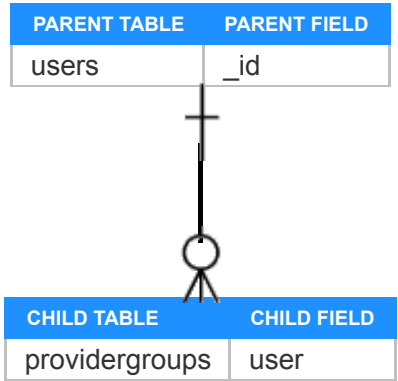 PARENT TABLE PARENT FIELD
users _id
CHILD TABLE CHILD FIELD
providergroups user